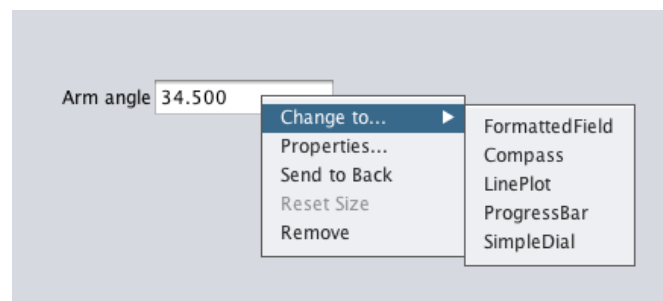 Arm angle 34.500
Change to...
Properties...
Send to Back
Reset Size
Remove
FormattedField
Compass
LinePlot
ProgressBar
SimpleDial